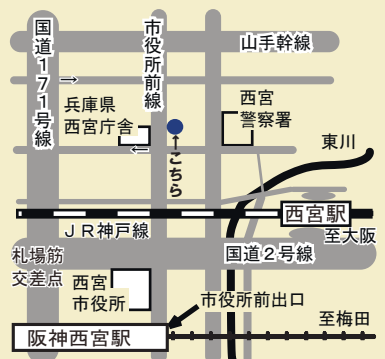 国道171号線
市役所前線
山手幹線
→
兵庫県
西宮庁舎
←
↑こちら
西宮
警察署
東川
西宮駅
至大阪
JR神戸線
札場筋
交差点
国道2号線
西宮
市役所
市役所前出口
至梅田
阪神西宮駅